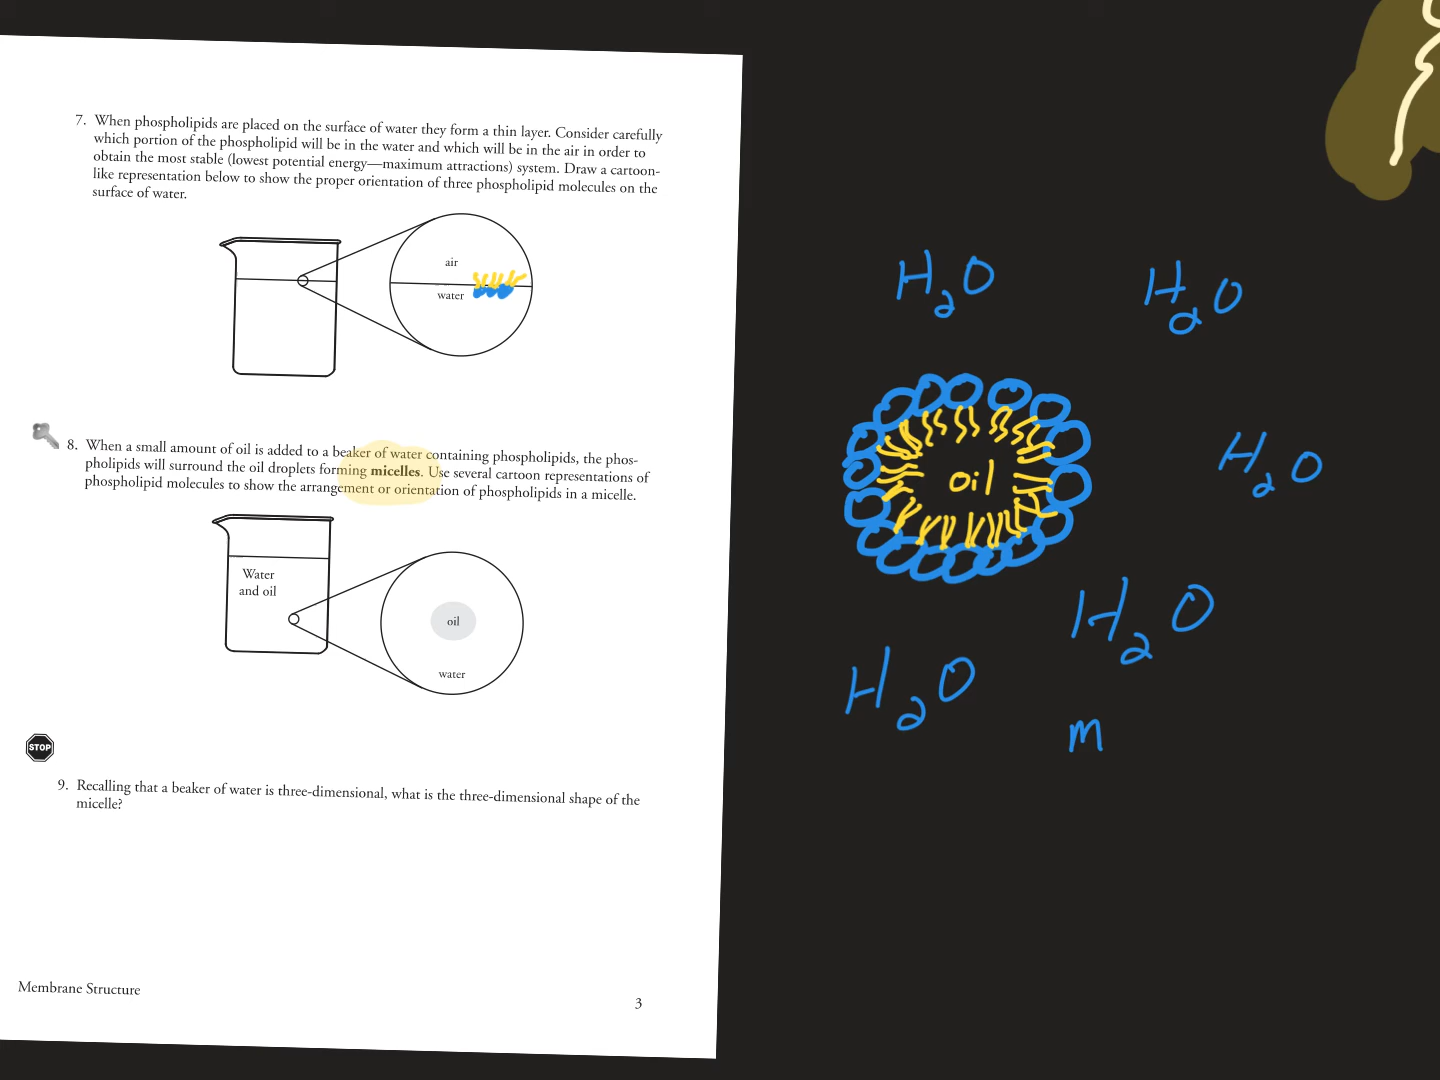 7. When phospholipids are placed on the surface of water they form a thin layer. Consider carefully
which portion of the phospholipid will be in the water and which will be in the air in order to
obtain the most stable (lowest potential energy—maximum attractions) system. Draw a cartoon-
like representation below to show the proper orientation of three phospholipid molecules on the
surface of water.
air
water
8. When a small amount of oil is added to a beaker of water containing phospholipids, the phos-
pholipids will surround the oil droplets forming micelles. Use several cartoon representations of
phospholipid molecules to show the arrangement or orientation of phospholipids in a micelle.
Water
and oil
oil
water
STOP
9. Recalling that a beaker of water is three-dimensional, what is the three-dimensional shape of the
micelle?
Membrane Structure
3
H2O
H2O
H2O
oil
H2O
H2O
m